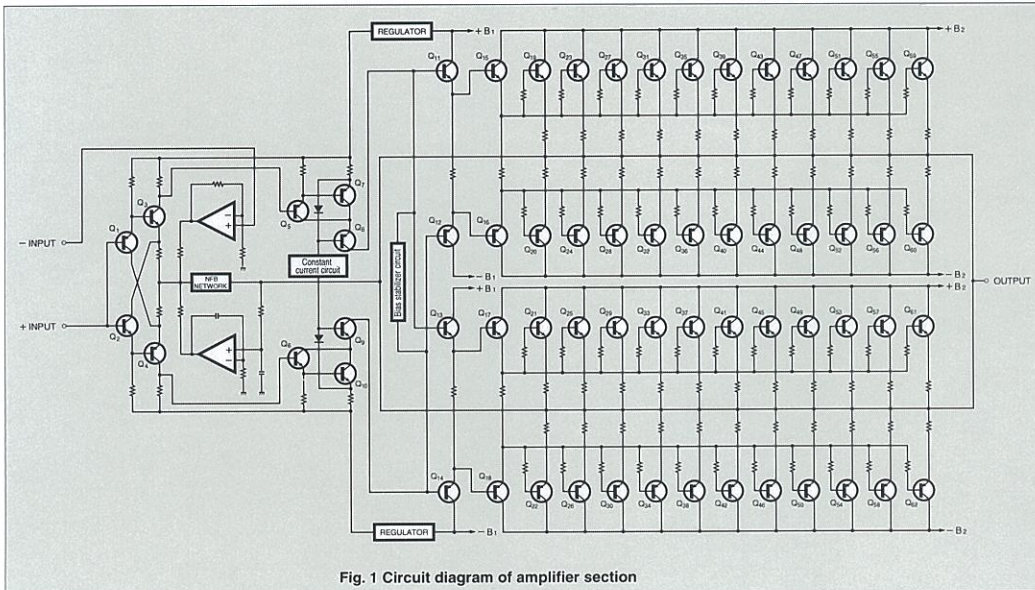 REGULATOR
+ B₁
+ B₂
Q₁₁
Q₁₅
Q₁₉
Q₂₃
Q₂₇
Q₃₁
Q₃₅
Q₃₉
Q₄₃
Q₄₇
Q₅₁
Q₅₅
Q₅₉
Q₃
Q₇
Q₅
Q₈
Q₁
− INPUT
Q₁₂
Q₁₆
Q₂₀
Q₂₄
Q₂₈
Q₃₂
Q₃₆
Q₄₀
Q₄₄
Q₄₈
Q₅₂
Q₅₆
Q₆₀
Constant
current circuit
Bias stabilizer circuit
NFB
NETWORK
− B₁
− B₂
OUTPUT
+ B₁
+ B₂
+ INPUT
Q₂
Q₄
Q₆
Q₉
Q₁₀
Q₁₃
Q₁₇
Q₂₁
Q₂₅
Q₂₉
Q₃₃
Q₃₇
Q₄₁
Q₄₅
Q₄₉
Q₅₃
Q₅₇
Q₆₁
Q₁₄
Q₁₈
Q₂₂
Q₂₆
Q₃₀
Q₃₄
Q₃₈
Q₄₂
Q₄₆
Q₅₀
Q₅₄
Q₅₈
Q₆₂
REGULATOR
− B₁
− B₂
Fig. 1 Circuit diagram of amplifier section